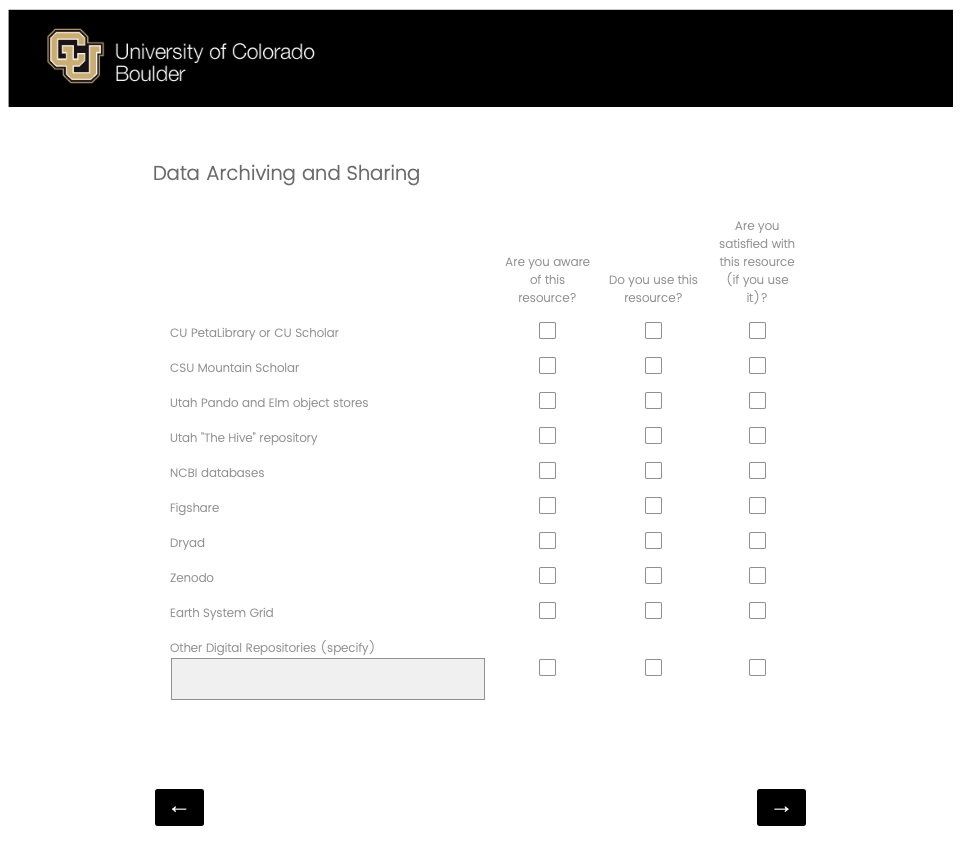 CU
University of Colorado
Boulder
Data Archiving and Sharing
Are you aware
of this
resource?
Do you use this
resource?
Are you
satisfied with
this resource
(if you use
it)?
CU PetaLibrary or CU Scholar
CSU Mountain Scholar
Utah Pando and Elm object stores
Utah "The Hive" repository
NCBI databases
Figshare
Dryad
Zenodo
Earth System Grid
Other Digital Repositories (specify)
←
→